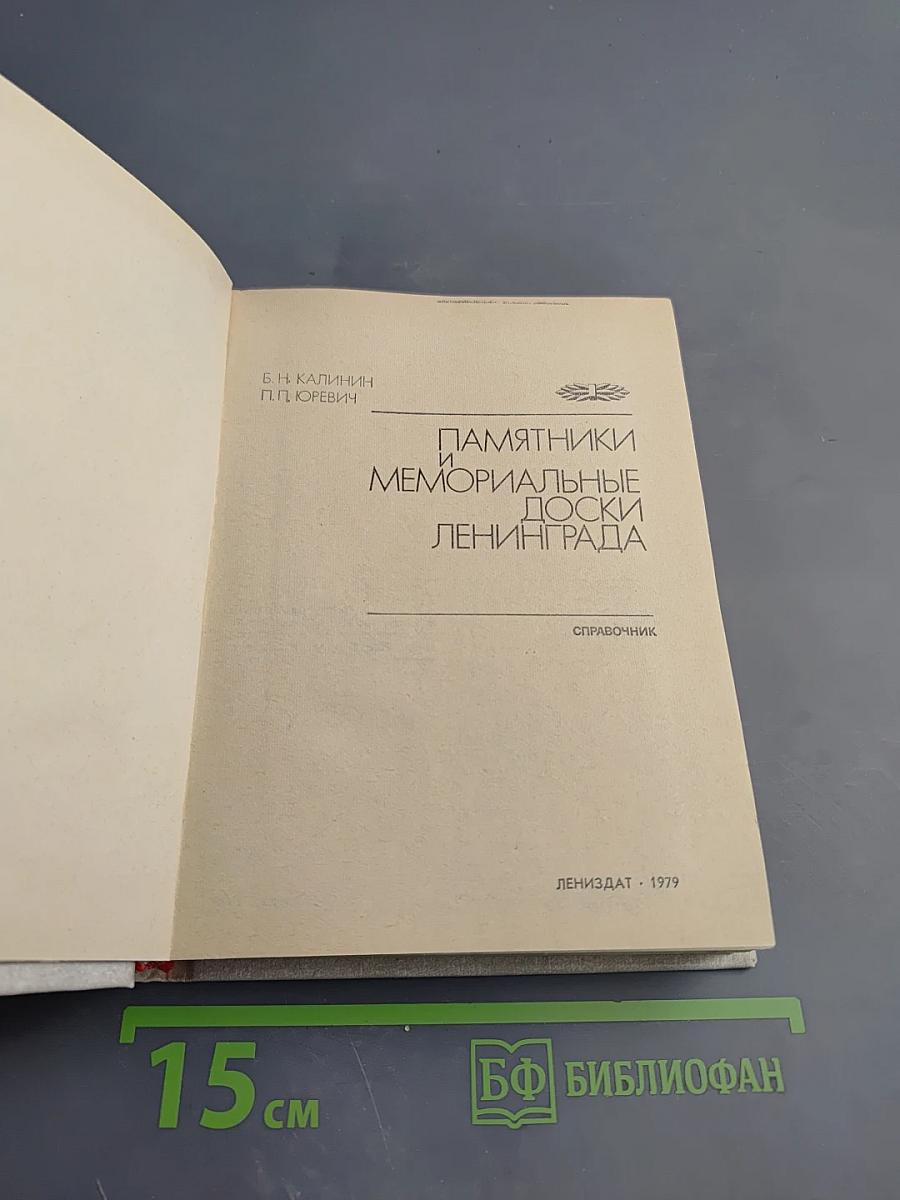 Б. Н. КАЛИНИН
П. П. ЮРЕВИЧ
ПАМЯТНИКИ
И
МЕМОРИАЛЬНЫЕ
ДОСКИ
ЛЕНИНГРАДА
СПРАВОЧНИК
ЛЕНИЗДАТ · 1979
15 см
БФ БИБЛИОФАН